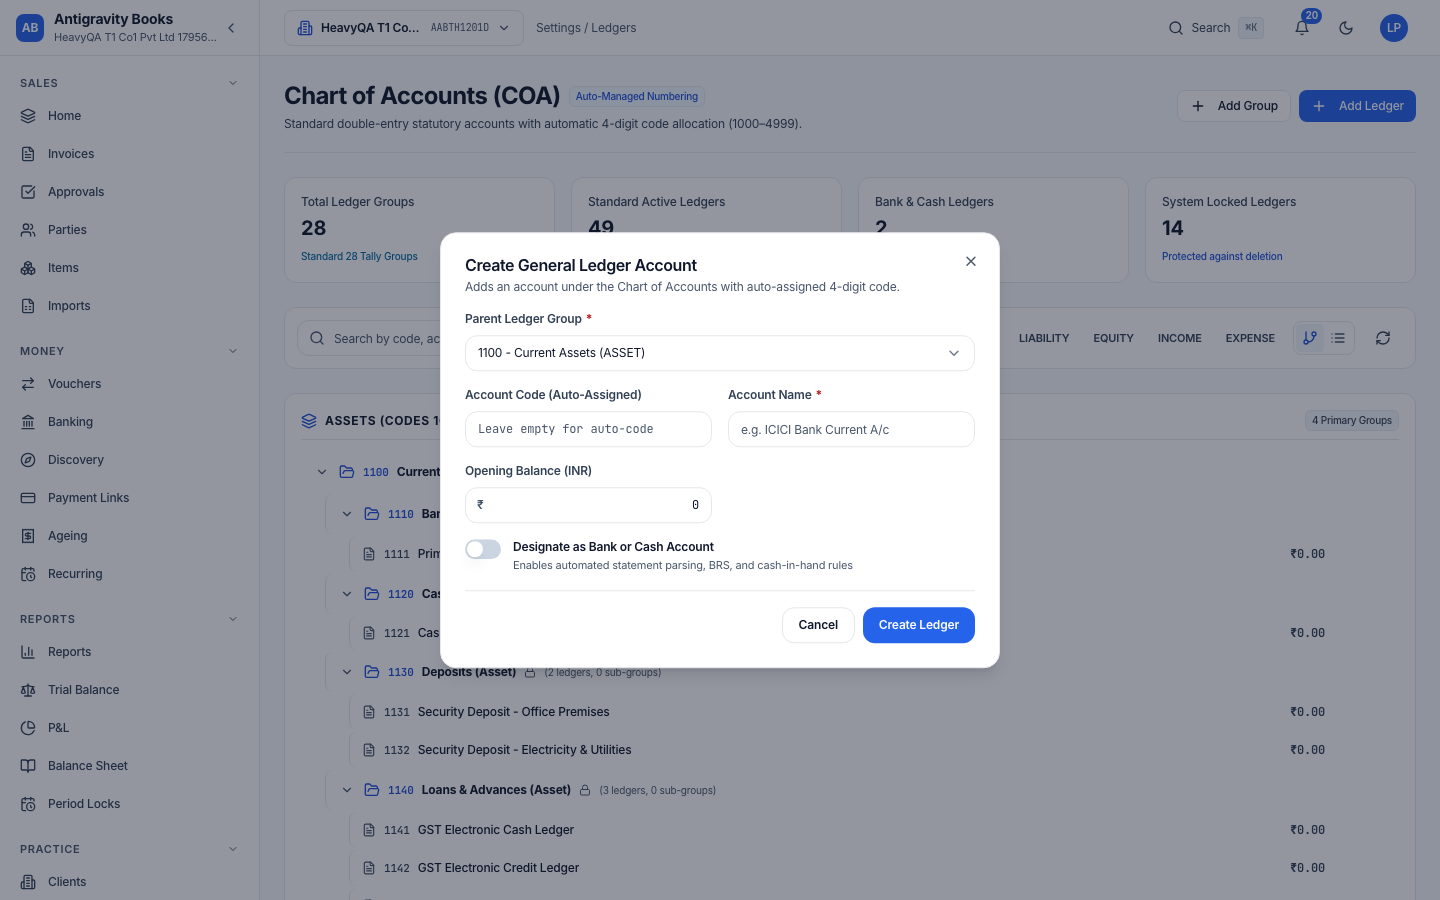 AB
Antigravity Books
HeavyQA T1 Co1 Pvt Ltd 17956...
HeavyQA T1 Co...
AABTH1201D
Settings / Ledgers
Search
⌘K
20
LP
SALES
Home
Invoices
Approvals
Parties
Items
Imports
MONEY
Vouchers
Banking
Discovery
Payment Links
Ageing
Recurring
REPORTS
Reports
Trial Balance
P&L
Balance Sheet
Period Locks
PRACTICE
Clients
Chart of Accounts (COA)
Auto-Managed Numbering
Standard double-entry statutory accounts with automatic 4-digit code allocation (1000–4999).
+ Add Group
+ Add Ledger
Total Ledger Groups
28
Standard 28 Tally Groups
Standard Active Ledgers
49
Bank & Cash Ledgers
2
System Locked Ledgers
14
Protected against deletion
Search by code, ac
LIABILITY
EQUITY
INCOME
EXPENSE
ASSETS (CODES 1
4 Primary Groups
1100 Current
1110 Ban
1111 Prim
₹0.00
1120 Cas
1121 Cas
₹0.00
1130 Deposits (Asset) (2 ledgers, 0 sub-groups)
1131 Security Deposit - Office Premises
₹0.00
1132 Security Deposit - Electricity & Utilities
₹0.00
1140 Loans & Advances (Asset) (3 ledgers, 0 sub-groups)
1141 GST Electronic Cash Ledger
₹0.00
1142 GST Electronic Credit Ledger
₹0.00
Create General Ledger Account
Adds an account under the Chart of Accounts with auto-assigned 4-digit code.
Parent Ledger Group *
1100 - Current Assets (ASSET)
Account Code (Auto-Assigned)
Leave empty for auto-code
Account Name *
e.g. ICICI Bank Current A/c
Opening Balance (INR)
₹ 0
Designate as Bank or Cash Account
Enables automated statement parsing, BRS, and cash-in-hand rules
Cancel
Create Ledger